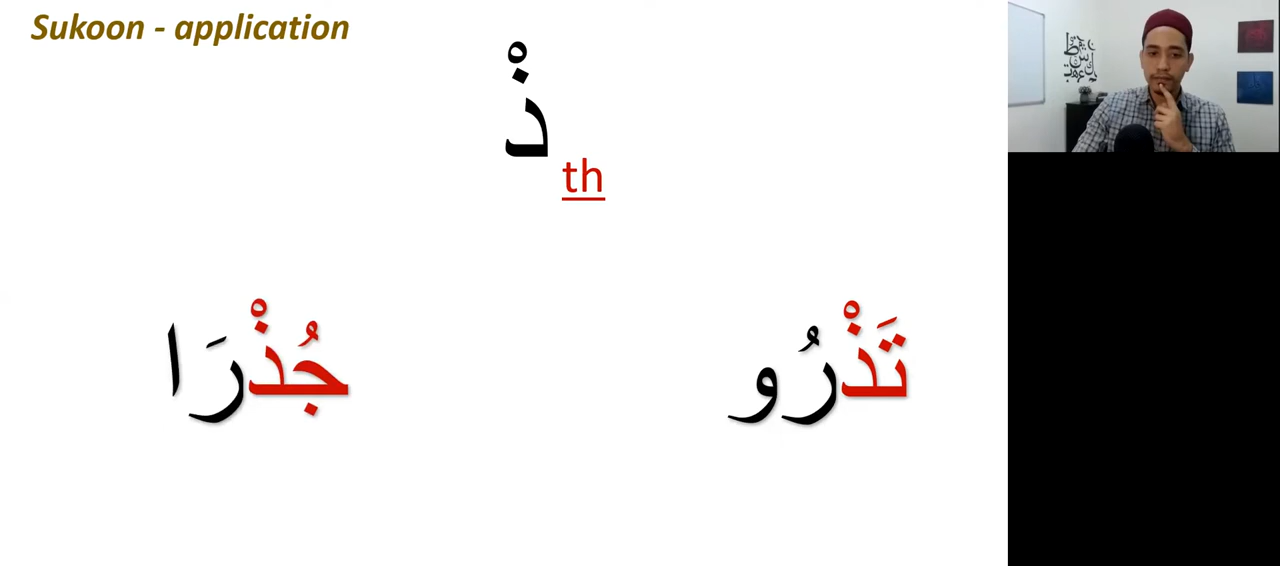 Sukoon - application
ذْ
th
تَذْرُو
جُذْرَا